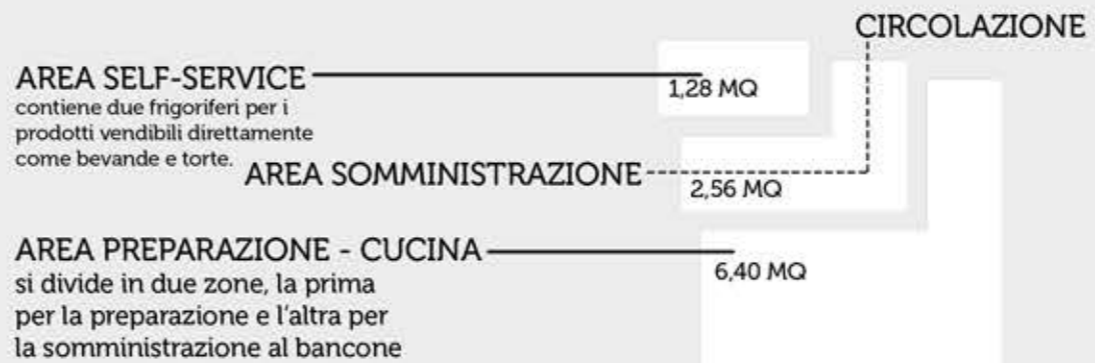 CIRCOLAZIONE
AREA SELF-SERVICE
1,28 MQ
contiene due frigoriferi per i
prodotti vendibili direttamente
come bevande e torte.
AREA SOMMINISTRAZIONE
2,56 MQ
AREA PREPARAZIONE - CUCINA
6,40 MQ
si divide in due zone, la prima
per la preparazione e l'altra per
la somministrazione al bancone